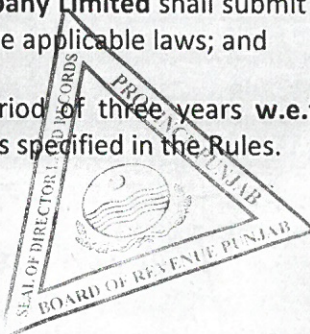 pany Limited shall submit
e applicable laws; and
riod of three years w.e.
s specified in the Rules.
SEAL OF DIRECTOR LAND RECORDS
PROVINCE PUNJAB
BOARD OF REVENUE PUNJAB